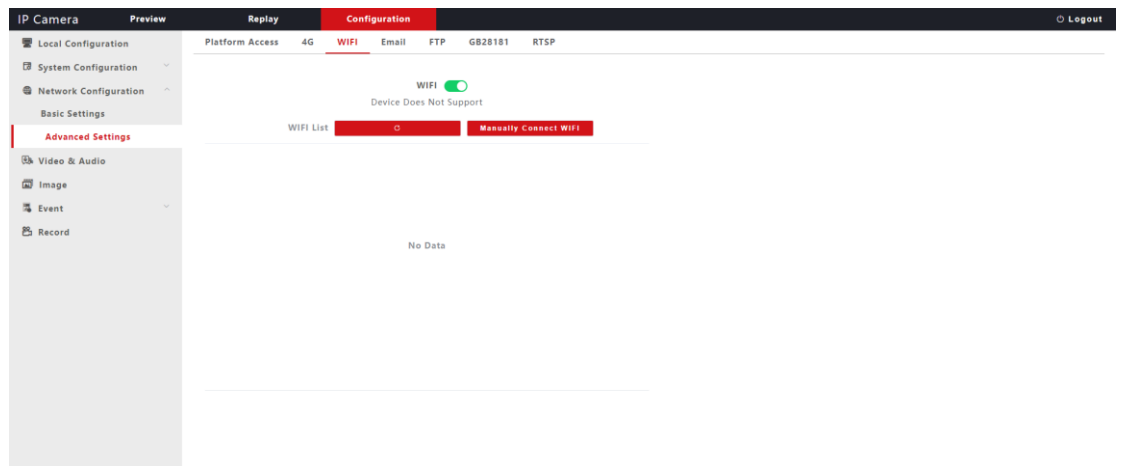 IP Camera Preview Replay Configuration Logout
Local Configuration
System Configuration
Network Configuration
Basic Settings
Advanced Settings
Video & Audio
Image
Event
Record
Platform Access 4G WIFI Email FTP GB28181 RTSP
WIFI
Device Does Not Support
WIFI List Manually Connect WIFI
No Data